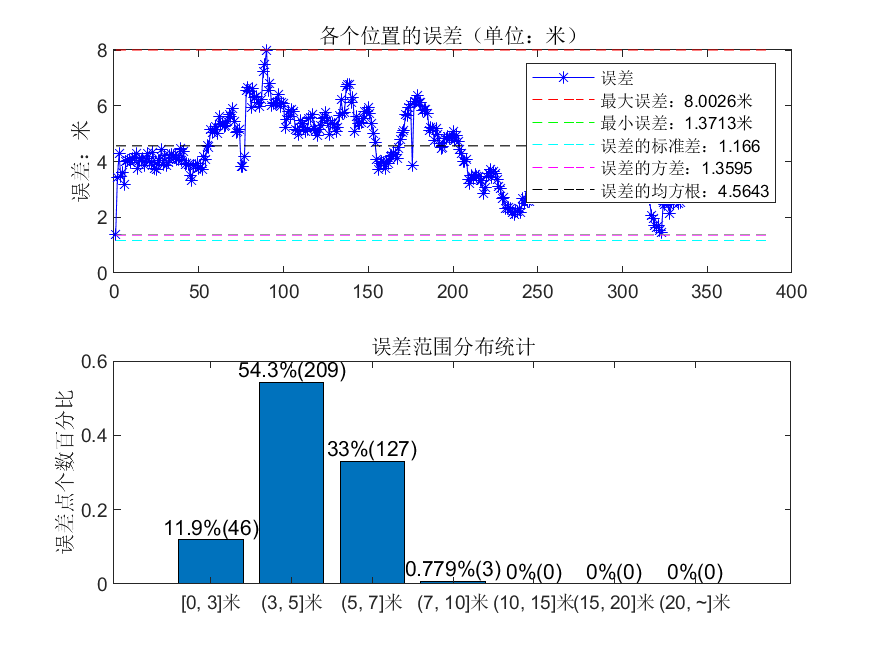 各个位置的误差（单位：米）
误差：米
8
6
4
2
0
0 50 100 150 200 250 300 350 400
误差
最大误差：8.0026米
最小误差：1.3713米
误差的标准差：1.166
误差的方差：1.3595
误差的均方根：4.5643
误差范围分布统计
误差点个数百分比
0.6
0.4
0.2
0
11.9%(46)
54.3%(209)
33%(127)
0.779%(3)
0%(0)
0%(0)
0%(0)
[0, 3]米 (3, 5]米 (5, 7]米 (7, 10]米 (10, 15]米 (15, 20]米 (20, ~]米